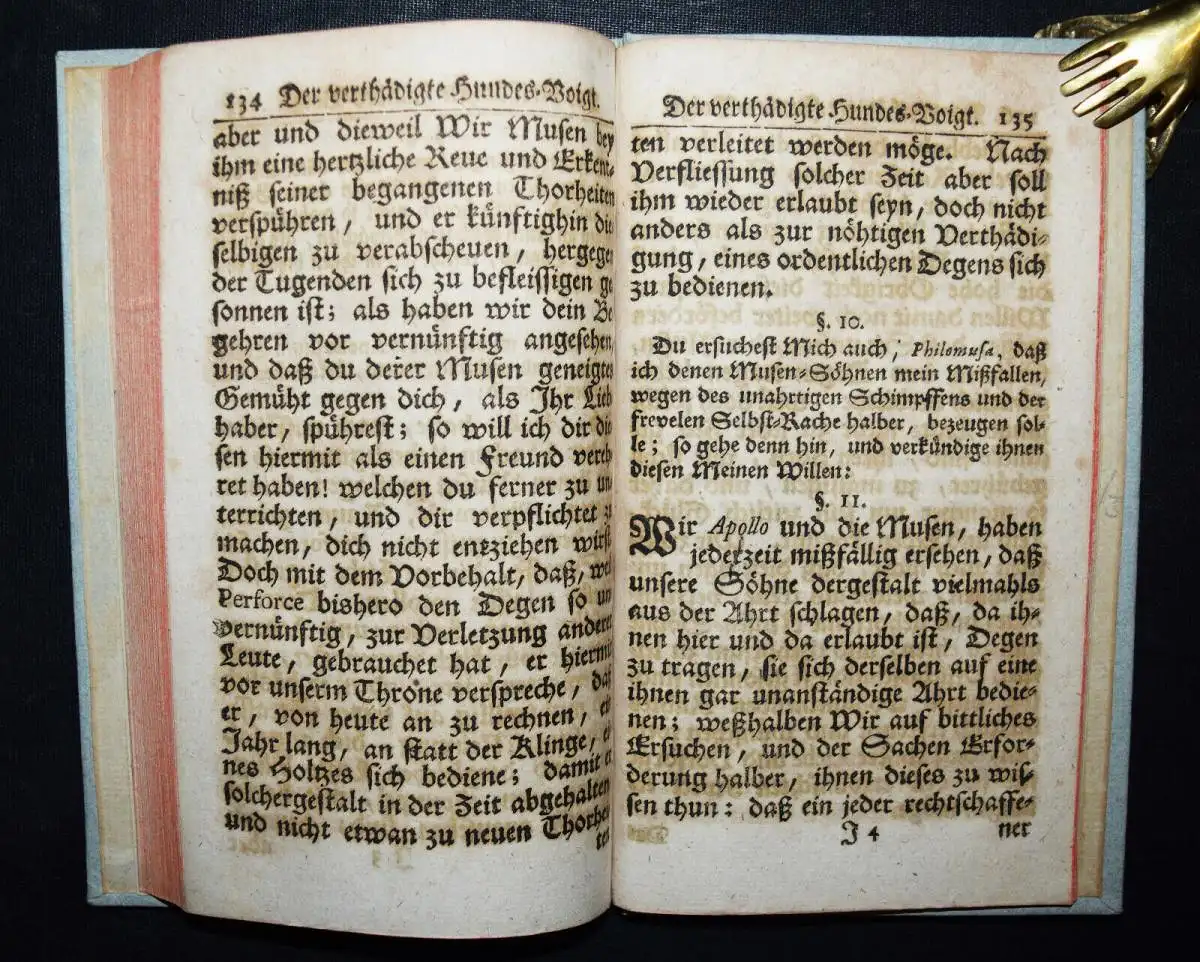 134 Der verthädigte Hundes-Voigt.
aber und dieweil Wir Musen bey
ihm eine hertzliche Reue und Erkent-
niß seiner begangenen Thorheiten
verspühren, und er künftighin die
selbigen zu verabscheuen, hergegen
der Tugenden sich zu befleissigen ge
sonnen ist; als haben wir dein Be
gehren vor vernünftig angesehen,
und daß du derer Musen geneigtes
Gemüht gegen dich, als Ihr Lieb
haber, spührest; so will ich dir die
sen hiermit als einen Freund vereh
ret haben! welchen du ferner zu un
terrichten, und dir verpflichtet zu
machen, dich nicht entziehen wirst.
Doch mit dem Vorbehalt, daß, weil
Perforce bishero den Degen so un
vernünftig, zur Verletzung anderer
Leute, gebrauchet hat, er hiermit
vor unserm Throne verspreche, daß
er, von heute an zu rechnen, ein
Jahr lang, an statt der Klinge, ei
nes Holtzes sich bediene; damit er
solchergestalt in der Zeit abgehalten
und nicht etwan zu neuen Thorhei
ten
Der verthädigte Hundes-Voigt. 135
ten verleitet werden möge. Nach
Verfliessung solcher Zeit aber soll
ihm wieder erlaubt seyn, doch nicht
anders als zur nöhtigen Verthädi-
gung, eines ordentlichen Degens sich
zu bedienen.
§. 10.
Du ersuchest Mich auch, Philomusa, daß
ich denen Musen-Söhnen mein Mißfallen,
wegen des unahrtigen Schimpffens und der
frevelen Selbst-Rache halber, bezeugen sol-
le; so gehe denn hin, und verkündige ihnen
diesen Meinen Willen:
§. 11.
Wir Apollo und die Musen, haben
jederzeit mißfällig ersehen, daß
unsere Söhne dergestalt vielmahls
aus der Ahrt schlagen, daß, da ih-
nen hier und da erlaubt ist, Degen
zu tragen, sie sich derselben auf eine
ihnen gar unanständige Ahrt bedie-
nen; weßhalben Wir auf bittliches
Ersuchen, und der Sachen Erfor-
derung halber, ihnen dieses zu wis-
sen thun: daß ein jeder rechtschaffe-
J 4 ner